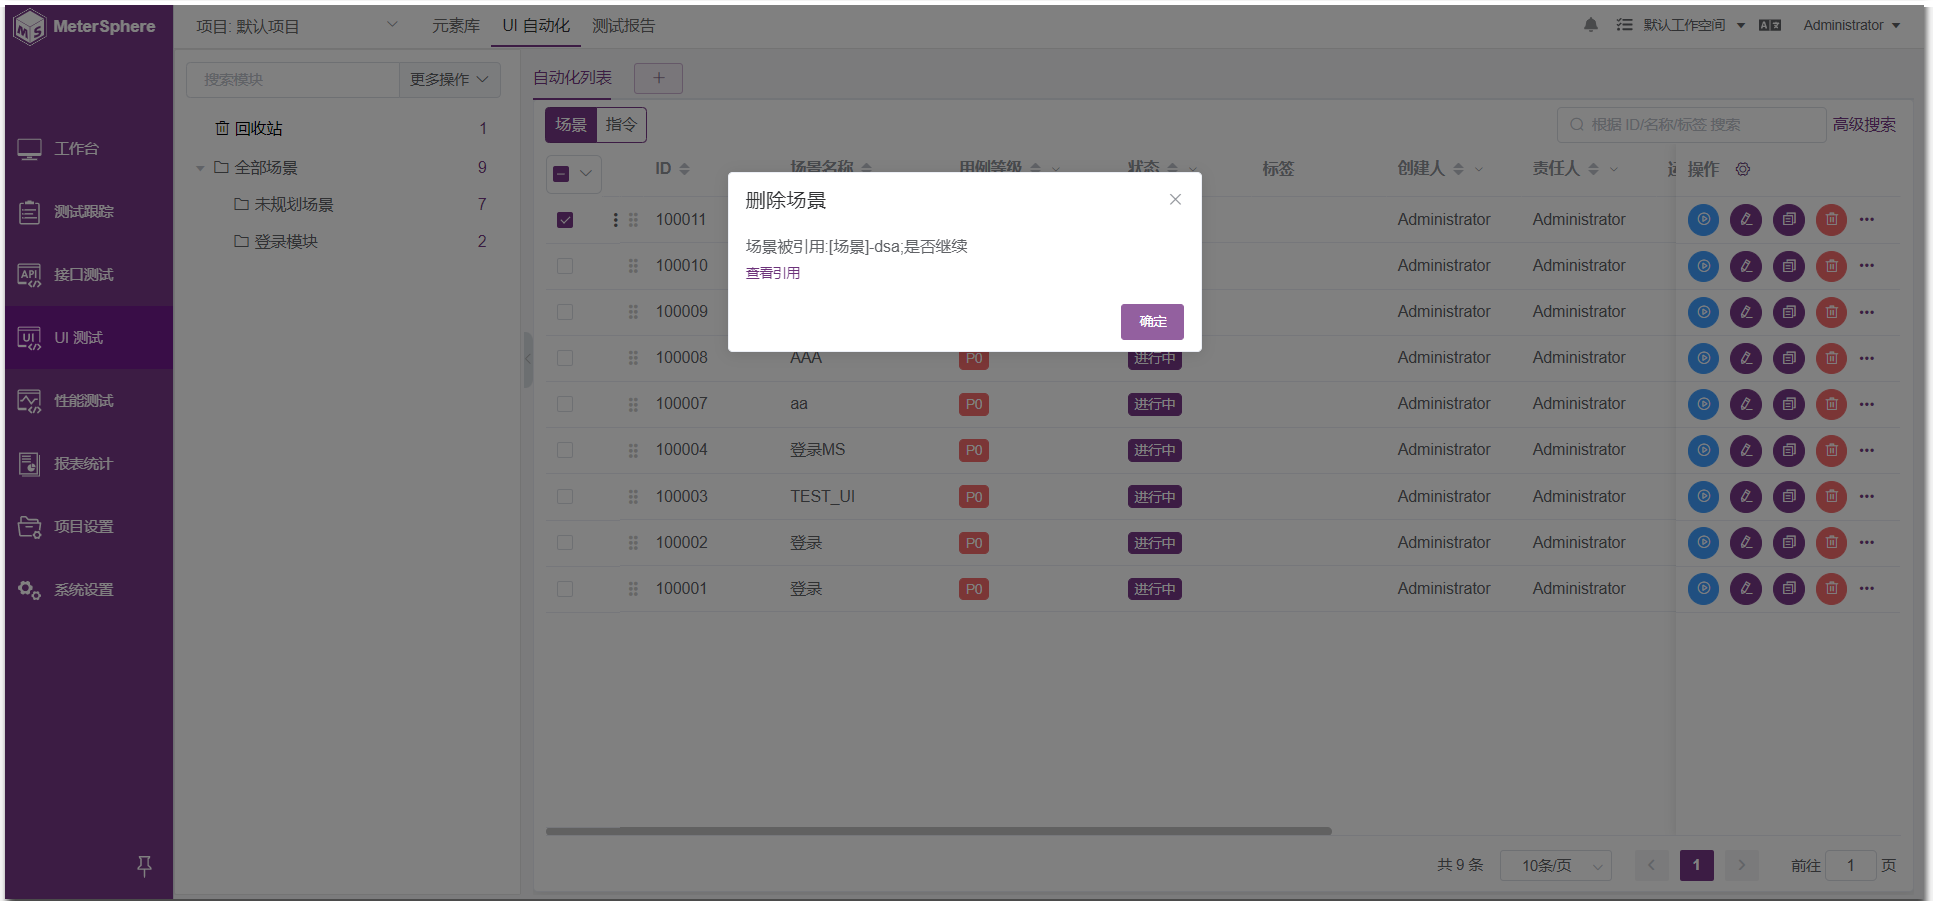 MeterSphere
项目: 默认项目
元素库
UI 自动化
测试报告
默认工作空间
Administrator
工作台
测试跟踪
接口测试
UI 测试
性能测试
报表统计
项目设置
系统设置
搜索模块
更多操作
回收站 1
全部场景 9
未规划场景 7
登录模块 2
自动化列表
+
场景
指令
根据 ID/名称/标签 搜索
高级搜索
ID 场景名称 用例等级 状态 标签 创建人 责任人 操作
删除场景
场景被引用:[场景]-dsa;是否继续
查看引用
确定
100011 Administrator Administrator
100010 Administrator Administrator
100009 Administrator Administrator
100008 AAA P0 进行中 Administrator Administrator
100007 aa P0 进行中 Administrator Administrator
100004 登录MS P0 进行中 Administrator Administrator
100003 TEST_UI P0 进行中 Administrator Administrator
100002 登录 P0 进行中 Administrator Administrator
100001 登录 P0 进行中 Administrator Administrator
共 9 条 10条/页 1 前往 1 页